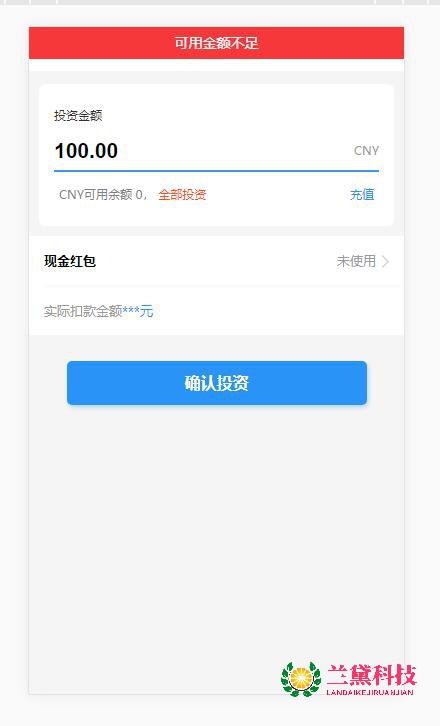 可用金额不足
投资金额
100.00 CNY
CNY可用余额 0， 全部投资 充值
现金红包 未使用
实际扣款金额***元
确认投资
兰黛科技
LANDAIKEJIRUANJIAN